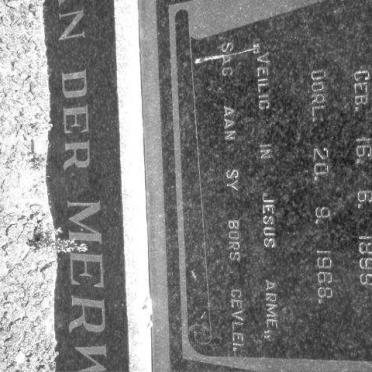 GEB. 16. 6. 1899
OORL. 20. 9. 1968.
„VEILIG IN JESUS ARME„
SAG AAN SY BORS GEVLEI„
AN DER MERW